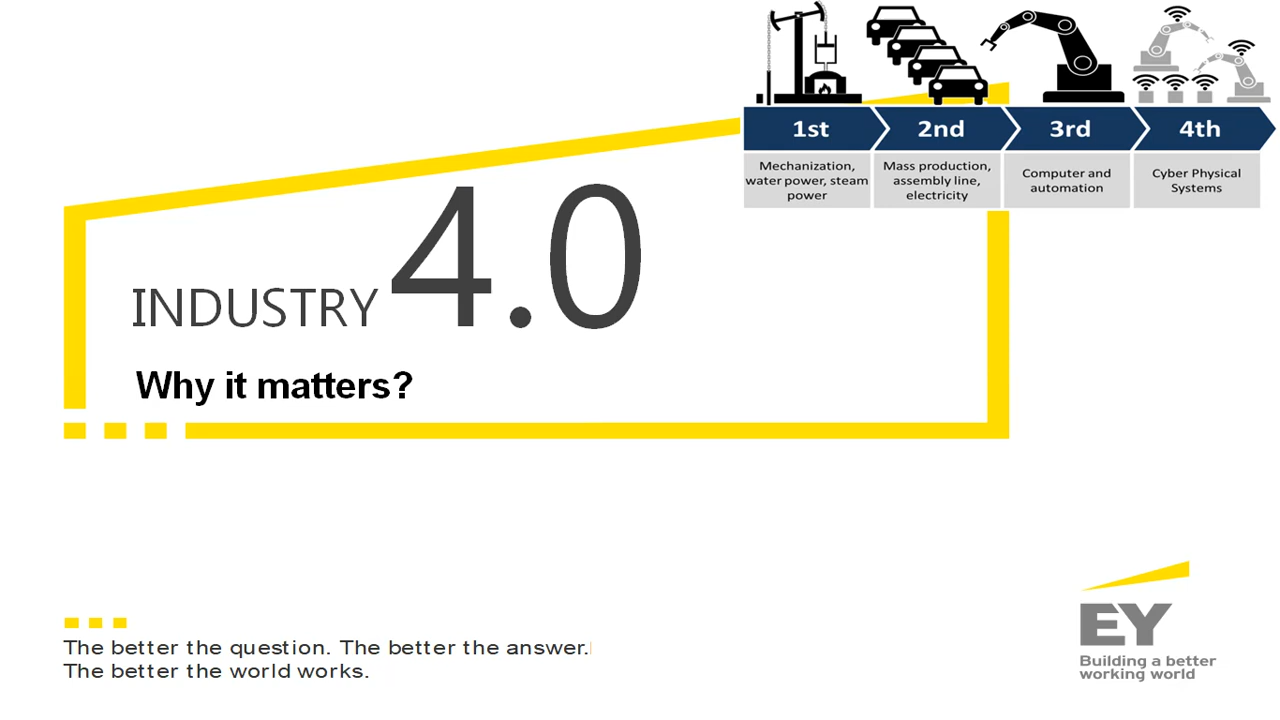 1st
2nd
3rd
4th
Mechanization,
water power, steam
power
Mass production,
assembly line,
electricity
Computer and
automation
Cyber Physical
Systems
INDUSTRY 4.0
Why it matters?
The better the question. The better the answer.
The better the world works.
EY
Building a better
working world